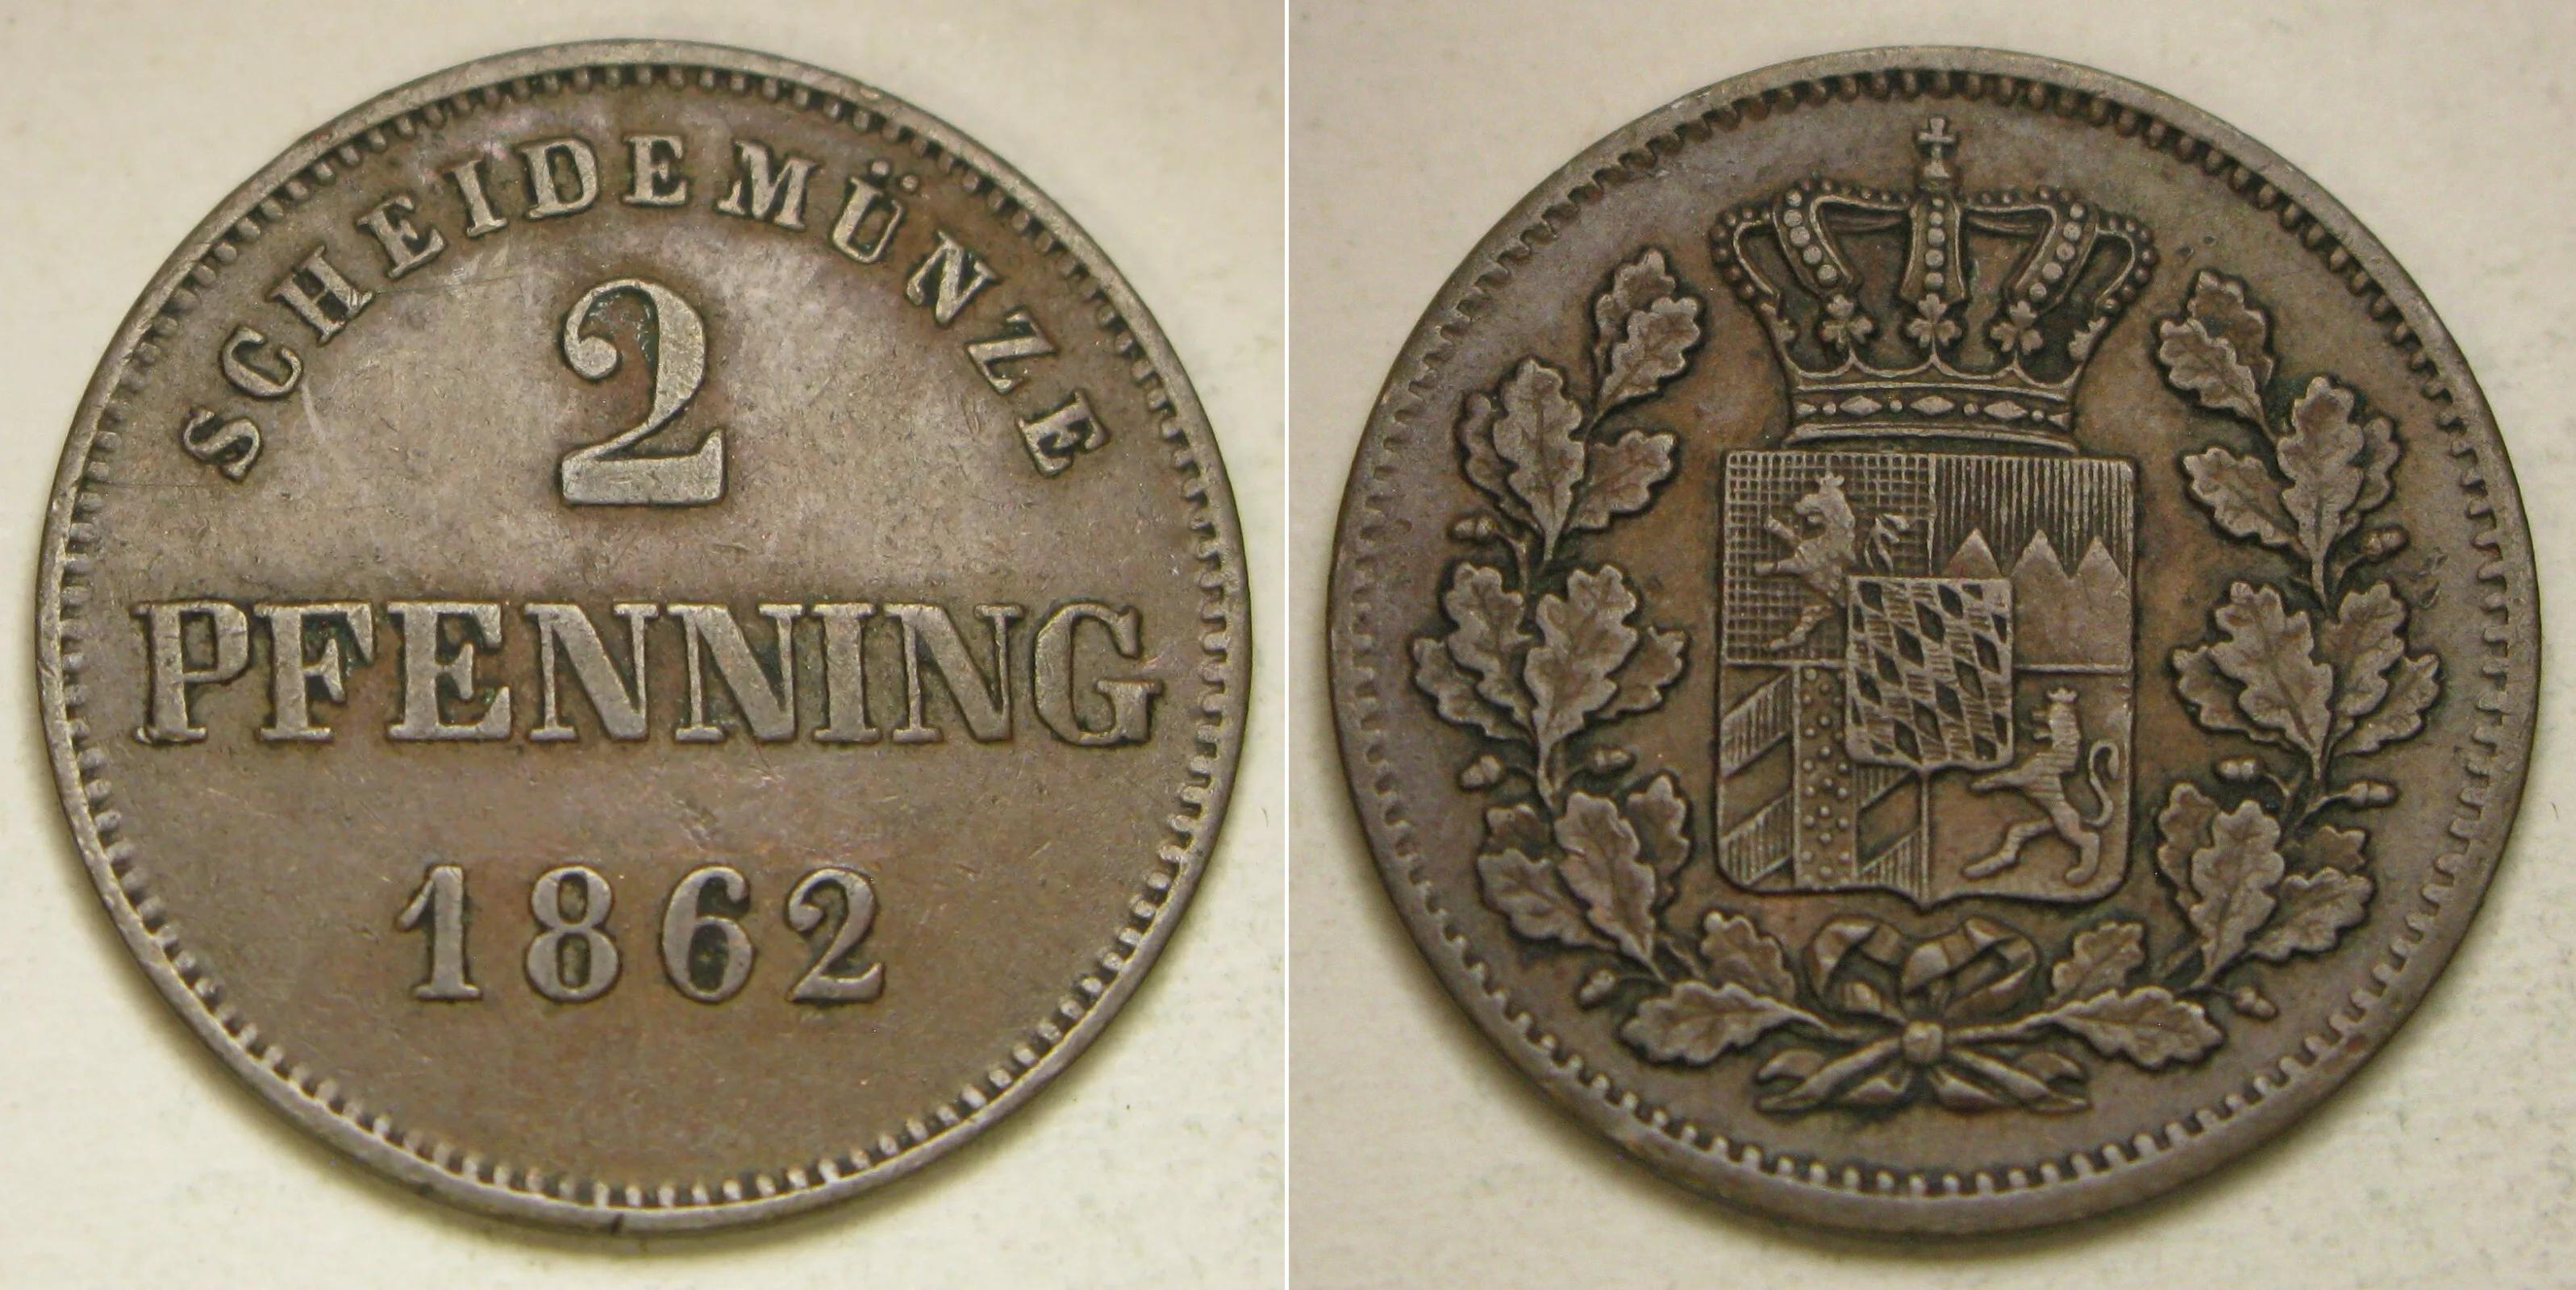 SCHEIDEMÜNZE
2
PFENNING
1862